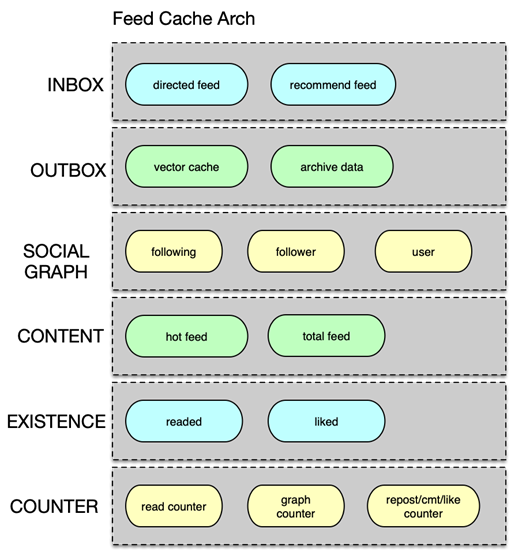 Feed Cache Arch
INBOX
directed feed
recommend feed
OUTBOX
vector cache
archive data
SOCIAL
GRAPH
following
follower
user
CONTENT
hot feed
total feed
EXISTENCE
readed
liked
COUNTER
read counter
graph
counter
repost/cmt/like
counter